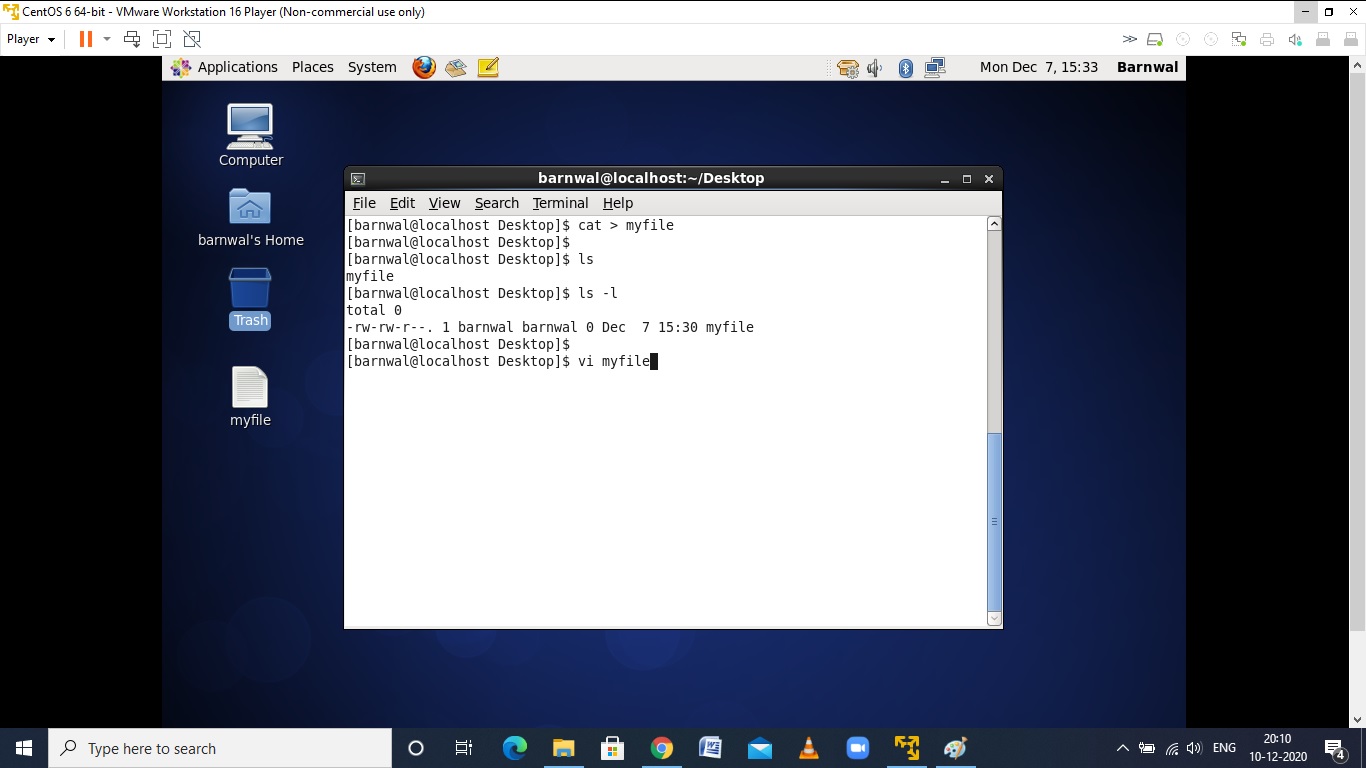 CentOS 6 64-bit - VMware Workstation 16 Player (Non-commercial use only)
Player
Applications Places System Mon Dec 7, 15:33 Barnwal
Computer
barnwal's Home
Trash
myfile
barnwal@localhost:~/Desktop
File Edit View Search Terminal Help
[barnwal@localhost Desktop]$ cat > myfile
[barnwal@localhost Desktop]$
[barnwal@localhost Desktop]$ ls
myfile
[barnwal@localhost Desktop]$ ls -l
total 0
-rw-rw-r--. 1 barnwal barnwal 0 Dec  7 15:30 myfile
[barnwal@localhost Desktop]$
[barnwal@localhost Desktop]$ vi myfile
Type here to search
ENG
20:10
10-12-2020
4